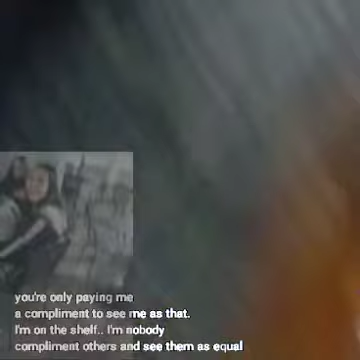 you're only paying me
a compliment to see me as that.
I'm on the shelf.. I'm nobody
compliment others and see them as equal